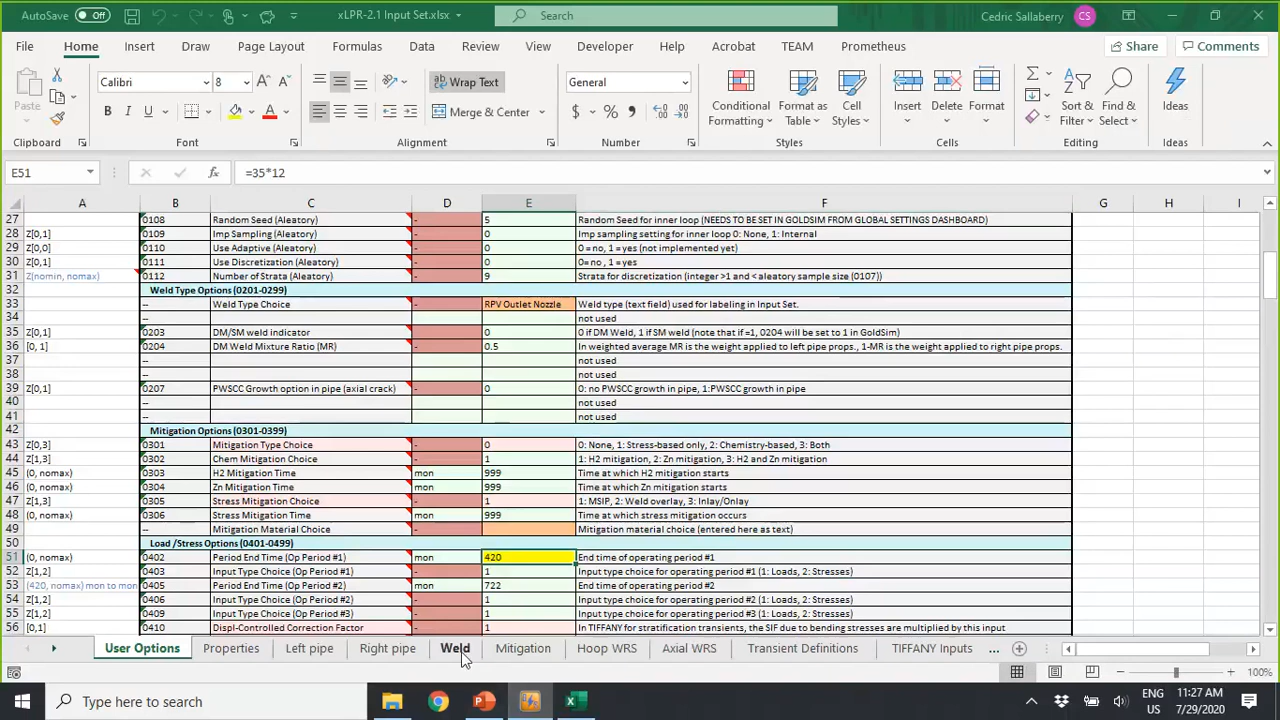 AutoSave Off xLPR-2.1 Input Set.xlsx Search Cedric Sallaberry CS
File Home Insert Draw Page Layout Formulas Data Review View Developer Help Acrobat TEAM Prometheus Share Comments
Paste Calibri 8 A A ab Wrap Text General Conditional Formatting Format as Table Cell Styles Insert Delete Format Sort & Filter Find & Select Ideas
B I U A Merge & Center $ % 9
Clipboard Font Alignment Number Styles Cells Editing Ideas
E51 fx =35*12
A B C D E F G H I
27 0108 Random Seed (Aleatory) - 5 Random Seed for inner loop (NEEDS TO BE SET IN GOLDSIM FROM GLOBAL SETTINGS DASHBOARD)
28 Z[0,1] 0109 Imp Sampling (Aleatory) - 0 Imp sampling setting for inner loop 0: None, 1: Internal
29 Z[0,0] 0110 Use Adaptive (Aleatory) - 0 0 = no, 1 = yes (not implemented yet)
30 Z[0,1] 0111 Use Discretization (Aleatory) - 0 0= no , 1 = yes
31 Z(nomin, nomax) 0112 Number of Strata (Aleatory) - 9 Strata for discretization (integer >1 and < aleatory sample size (0107))
32 Weld Type Options (0201-0299)
33 -- Weld Type Choice - RPV Outlet Nozzle Weld type (text field) used for labeling in Input Set.
34 -- not used
35 Z[0,1] 0203 DM/SM weld indicator - 0 0 if DM Weld, 1 if SM weld (note that if =1, 0204 will be set to 1 in GoldSim)
36 [0, 1] 0204 DM Weld Mixture Ratio (MR) - 0.5 In weighted average MR is the weight applied to left pipe props., 1-MR is the weight applied to right pipe props.
37 -- not used
38 -- not used
39 Z[0,1] 0207 PWSCC Growth option in pipe (axial crack) - 0 0: no PWSCC growth in pipe, 1:PWSCC growth in pipe
40 -- not used
41 -- not used
42 Mitigation Options (0301-0399)
43 Z[0,3] 0301 Mitigation Type Choice - 0 0: None, 1: Stress-based only, 2: Chemistry-based, 3: Both
44 Z[1,3] 0302 Chem Mitigation Choice - 1 1: H2 mitigation, 2: Zn mitigation, 3: H2 and Zn mitigation
45 (0, nomax) 0303 H2 Mitigation Time mon 999 Time at which H2 mitigation starts
46 (0, nomax) 0304 Zn Mitigation Time mon 999 Time at which Zn mitigation starts
47 Z[1,3] 0305 Stress Mitigation Choice - 1 1: MSIP, 2: Weld overlay, 3: Inlay/Onlay
48 (0, nomax) 0306 Stress Mitigation Time mon 999 Time at which stress mitigation occurs
49 -- Mitigation Material Choice - Mitigation material choice (entered here as text)
50 Load /Stress Options (0401-0499)
51 (0, nomax) 0402 Period End Time (Op Period #1) mon 420 End time of operating period #1
52 Z[1,2] 0403 Input Type Choice (Op Period #1) - 1 Input type choice for operating period #1 (1: Loads, 2: Stresses)
53 (420, nomax) mon to mon 0405 Period End Time (Op Period #2) mon 722 End time of operating period #2
54 Z[1,2] 0406 Input Type Choice (Op Period #2) - 1 Input type choice for operating period #2 (1: Loads, 2: Stresses)
55 Z[1,2] 0409 Input Type Choice (Op Period #3) - 1 Input type choice for operating period #3 (1: Loads, 2: Stresses)
56 [0,1] 0410 Displ-Controlled Correction Factor - 1 In TIFFANY for stratification transients, the SIF due to bending stresses are multiplied by this input
User Options Properties Left pipe Right pipe Weld Mitigation Hoop WRS Axial WRS Transient Definitions TIFFANY Inputs ...
100%
Type here to search ENG US 11:27 AM 7/29/2020